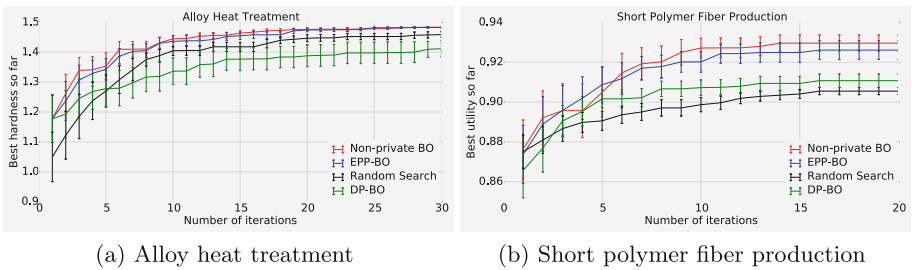 Alloy Heat Treatment
Best hardness so far
1.5
1.4
1.3
1.2
1.1
1.0
0.9
Non-private BO
EPP-BO
Random Search
DP-BO
0 5 10 15 20 25 30
Number of iterations
(a) Alloy heat treatment
Short Polymer Fiber Production
Best utility so far
0.94
0.92
0.90
0.88
0.86
Non-private BO
EPP-BO
Random Search
DP-BO
0 5 10 15 20
Number of iterations
(b) Short polymer fiber production